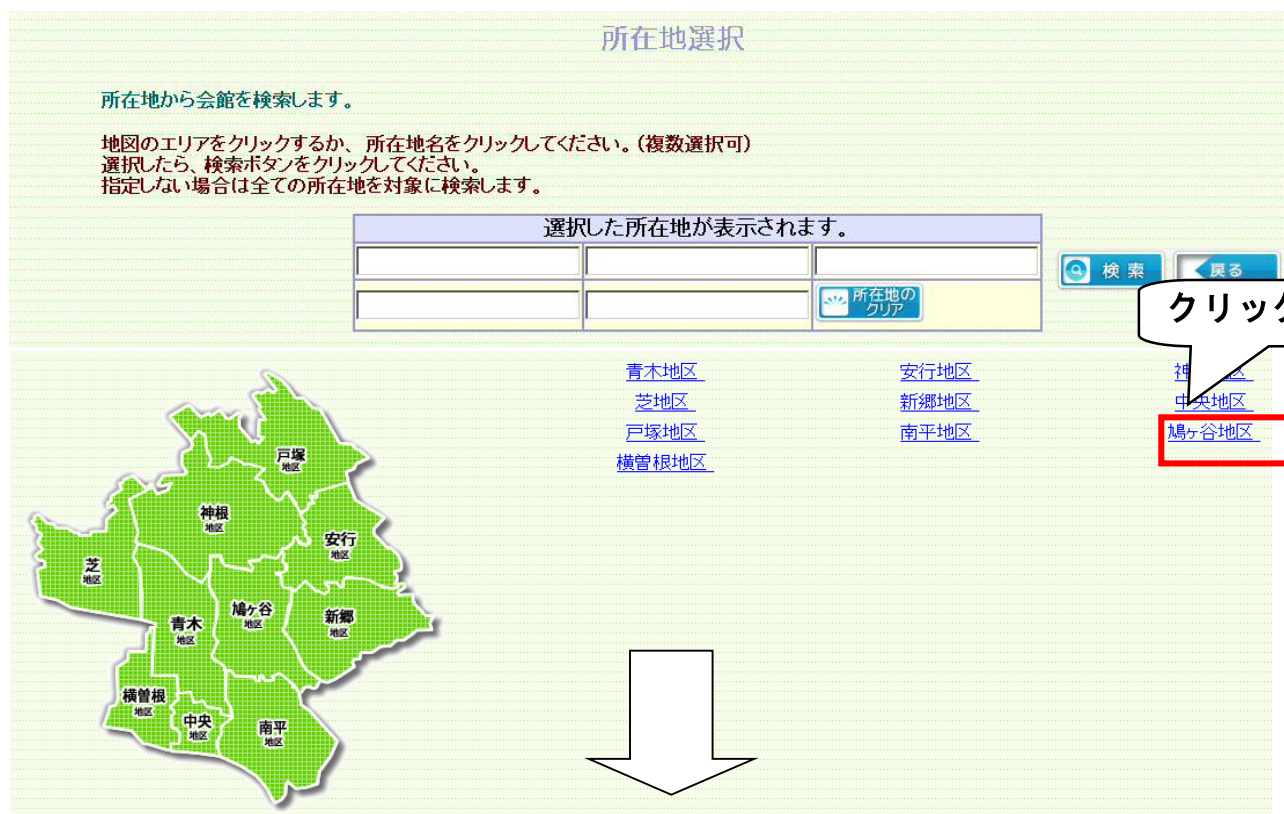 所在地選択
所在地から会館を検索します。
地図のエリアをクリックするか、所在地名をクリックしてください。(複数選択可)
選択したら、検索ボタンをクリックしてください。
指定しない場合は全ての所在地を対象に検索します。
選択した所在地が表示されます。
検索
戻る
所在地の
クリア
クリック
青木地区 安行地区 神 区
芝地区 新郷地区 中央地区
戸塚地区 南平地区 鳩ヶ谷地区
横曽根地区
戸塚
地区
神根
地区
安行
地区
芝
地区
鳩ヶ谷
地区
新郷
地区
青木
地区
横曽根
地区
中央
地区
南平
地区